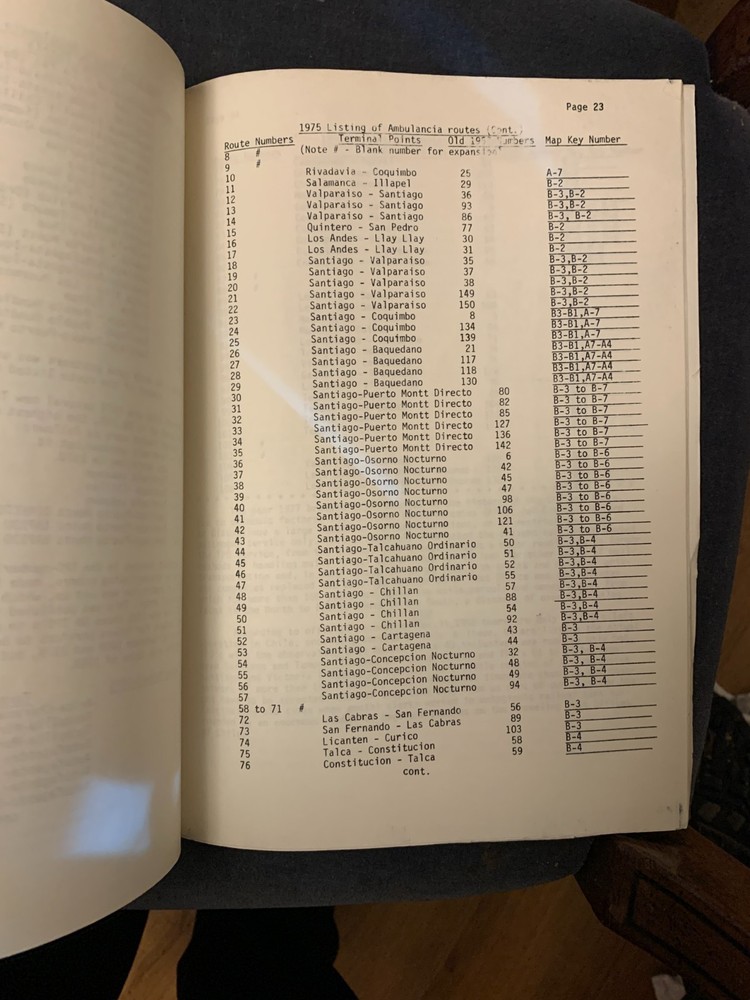 Page 23
1975 Listing of Ambulancia routes (Cont.)
Route Numbers Terminal Points Old Numbers Map Key Number
8 # (Note # - Blank number for expansion
9 #
10 Rivadavia - Coquimbo 25 A-7
11 Salamanca - Illapel 29 B-2
12 Valparaiso - Santiago 36 B-3,B-2
13 Valparaiso - Santiago 93 B-3,B-2
14 Valparaiso - Santiago 86 B-3, B-2
15 Quintero - San Pedro 77 B-2
16 Los Andes - Llay Llay 30 B-2
17 Los Andes - Llay Llay 31 B-2
18 Santiago - Valparaiso 35 B-3,B-2
19 Santiago - Valparaiso 37 B-3,B-2
20 Santiago - Valparaiso 38 B-3,B-2
21 Santiago - Valparaiso 149 B-3,B-2
22 Santiago - Valparaiso 150 B-3,B-2
23 Santiago - Coquimbo 8 B3-B1,A-7
24 Santiago - Coquimbo 134 B3-B1,A-7
25 Santiago - Coquimbo 139 B3-B1,A-7
26 Santiago - Baquedano 21 B3-B1,A7-A4
27 Santiago - Baquedano 117 B3-B1,A7-A4
28 Santiago - Baquedano 118 B3-B1,A7-A4
29 Santiago - Baquedano 130 B3-B1,A7-A4
30 Santiago-Puerto Montt Directo 80 B-3 to B-7
31 Santiago-Puerto Montt Directo 82 B-3 to B-7
32 Santiago-Puerto Montt Directo 85 B-3 to B-7
33 Santiago-Puerto Montt Directo 127 B-3 to B-7
34 Santiago-Puerto Montt Directo 136 B-3 to B-7
35 Santiago-Puerto Montt Directo 142 B-3 to B-7
36 Santiago-Osorno Nocturno 6 B-3 to B-6
37 Santiago-Osorno Nocturno 42 B-3 to B-6
38 Santiago-Osorno Nocturno 45 B-3 to B-6
39 Santiago-Osorno Nocturno 47 B-3 to B-6
40 Santiago-Osorno Nocturno 98 B-3 to B-6
41 Santiago-Osorno Nocturno 106 B-3 to B-6
42 Santiago-Osorno Nocturno 121 B-3 to B-6
43 Santiago-Osorno Nocturno 41 B-3 to B-6
44 Santiago-Talcahuano Ordinario 50 B-3,B-4
45 Santiago-Talcahuano Ordinario 51 B-3,B-4
46 Santiago-Talcahuano Ordinario 52 B-3,B-4
47 Santiago-Talcahuano Ordinario 55 B-3,B-4
48 Santiago - Chillan 57 B-3,B-4
49 Santiago - Chillan 88 B-3,B-4
50 Santiago - Chillan 54 B-3,B-4
51 Santiago - Chillan 92 B-3,B-4
52 Santiago - Cartagena 43 B-3
53 Santiago - Cartagena 44 B-3
54 Santiago-Concepcion Nocturno 32 B-3, B-4
55 Santiago-Concepcion Nocturno 48 B-3, B-4
56 Santiago-Concepcion Nocturno 49 B-3, B-4
57 Santiago-Concepcion Nocturno 94 B-3, B-4
58 to 71 #
72 Las Cabras - San Fernando 56 B-3
73 San Fernando - Las Cabras 89 B-3
74 Licanten - Curico 103 B-3
75 Talca - Constitucion 58 B-4
76 Constitucion - Talca 59 B-4
cont.